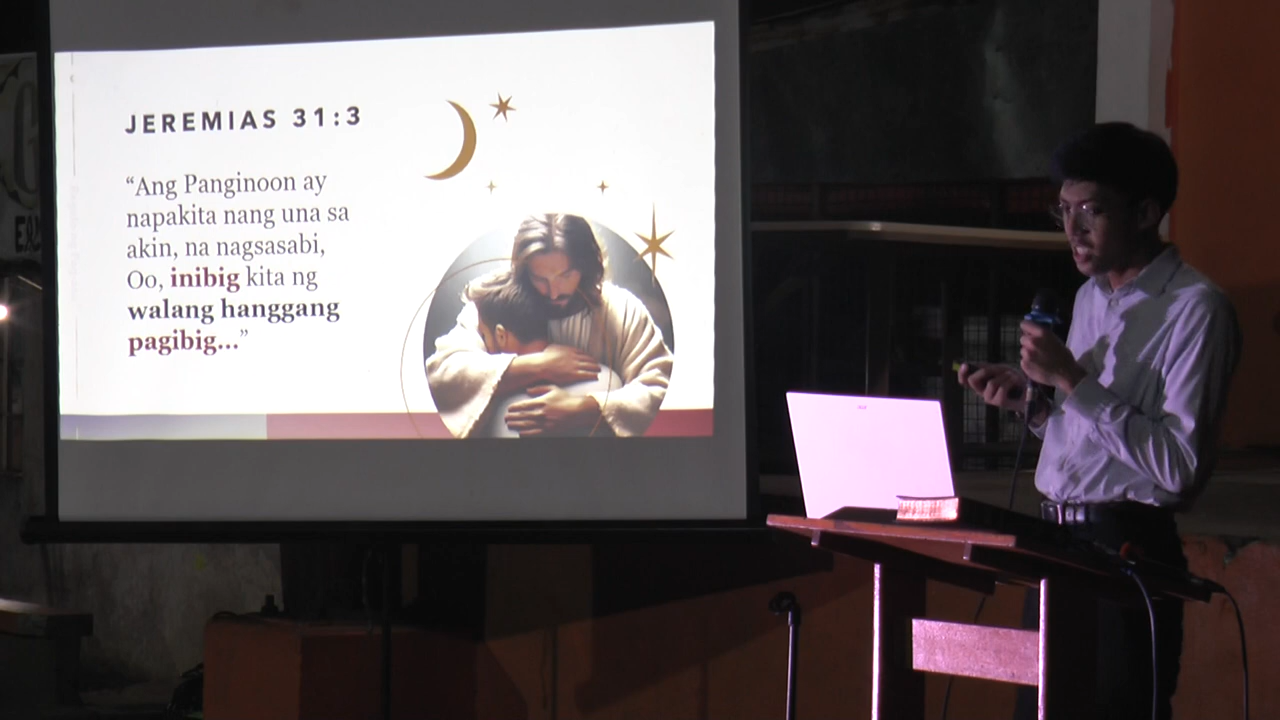 JEREMIAS 31:3
“Ang Panginoon ay
napakita nang una sa
akin, na nagsasabi,
Oo, inibig kita ng
walang hanggang
pagibig...”